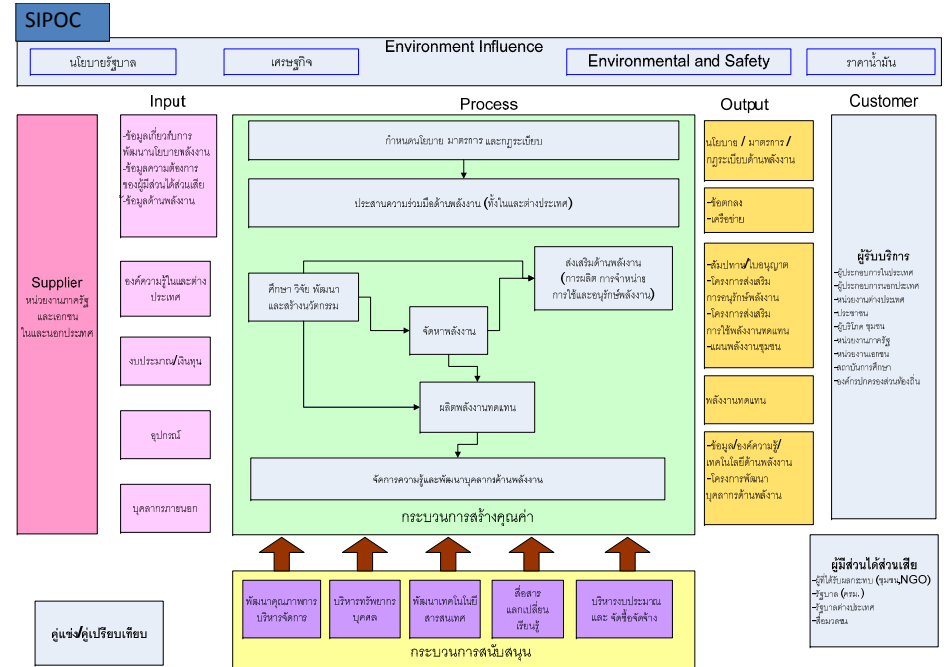 SIPOC
Environment Influence
นโยบายรัฐบาล
เศรษฐกิจ
Environmental and Safety
ราคาน้ำมัน
Input
Process
Output
Customer
Supplier
หน่วยงานภาครัฐ
และเอกชน
ในและนอกประเทศ
-ข้อมูลเกี่ยวกับการ
พัฒนานโยบายพลังงาน
-ข้อมูลความต้องการ
ของผู้มีส่วนได้ส่วนเสีย
-ข้อมูลด้านพลังงาน
องค์ความรู้ในและต่าง
ประเทศ
งบประมาณ/เงินทุน
อุปกรณ์
บุคลากรภายนอก
กำหนดนโยบาย มาตรการ และกฎระเบียบ
ประสานความร่วมมือด้านพลังงาน (ทั้งในและต่างประเทศ)
ศึกษา วิจัย พัฒนา
และสร้างนวัตกรรม
ส่งเสริมด้านพลังงาน
(การผลิต การจำหน่าย
การใช้และอนุรักษ์พลังงาน)
จัดหาพลังงาน
ผลิตพลังงานทดแทน
จัดการความรู้และพัฒนาบุคลากรด้านพลังงาน
กระบวนการสร้างคุณค่า
นโยบาย / มาตรการ /
กฎระเบียบด้านพลังงาน
-ข้อตกลง
-เครือข่าย
-สัมปทาน/ใบอนุญาต
-โครงการส่งเสริม
การอนุรักษ์พลังงาน
-โครงการส่งเสริม
การใช้พลังงานทดแทน
-แผนพลังงานชุมชน
พลังงานทดแทน
-ข้อมูล/องค์ความรู้/
เทคโนโลยีด้านพลังงาน
-โครงการพัฒนา
บุคลากรด้านพลังงาน
ผู้รับบริการ
-ผู้ประกอบการในประเทศ
-ผู้ประกอบการนอกประเทศ
-หน่วยงานต่างประเทศ
-ประชาชน
-ผู้บริโภค ชุมชน
-หน่วยงานภาครัฐ
-หน่วยงานเอกชน
-สถาบันการศึกษา
-องค์กรปกครองส่วนท้องถิ่น
ผู้มีส่วนได้ส่วนเสีย
-ผู้ที่ได้รับผลกระทบ (ชุมชน,NGO)
-รัฐบาล (ครม.)
-รัฐบาลต่างประเทศ
-สื่อมวลชน
คู่แข่ง/คู่เปรียบเทียบ
พัฒนาคุณภาพการ
บริหารจัดการ
บริหารทรัพยากร
บุคคล
พัฒนาเทคโนโนยี
สารสนเทศ
สื่อสาร
แลกเปลี่ยน
เรียนรู้
บริหารงบประมาณ
และ จัดซื้อจัดจ้าง
กระบวนการสนับสนุน